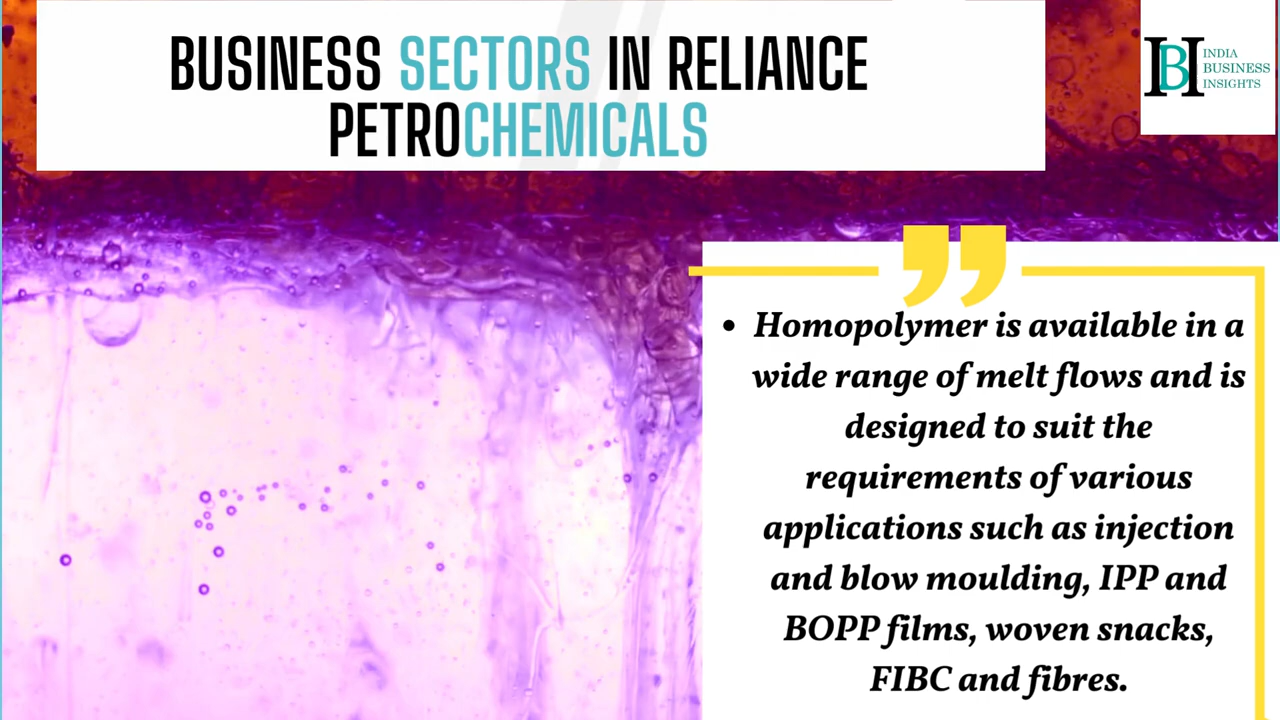 BUSINESS SECTORS IN RELIANCE
PETROCHEMICALS
IBI
INDIA
BUSINESS
INSIGHTS
• Homopolymer is available in a
wide range of melt flows and is
designed to suit the
requirements of various
applications such as injection
and blow moulding, IPP and
BOPP films, woven snacks,
FIBC and fibres.